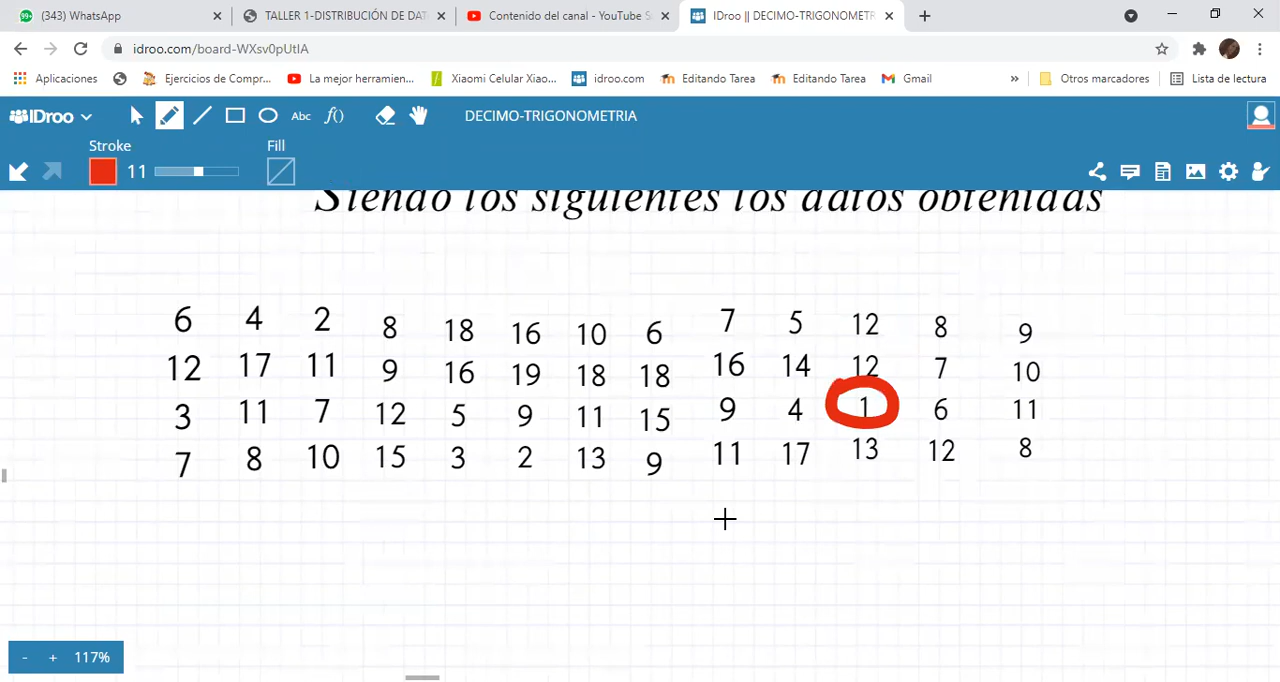 (343) WhatsApp
TALLER 1-DISTRIBUCIÓN DE DAT
Contenido del canal - YouTube S
IDroo || DECIMO-TRIGONOMETR
idroo.com/board-WXsv0pUtIA
Aplicaciones
Ejercicios de Compr...
La mejor herramien...
Xiaomi Celular Xiao...
idroo.com
Editando Tarea
Editando Tarea
Gmail
»
Otros marcadores
Lista de lectura
IDroo
Abc
f()
DECIMO-TRIGONOMETRIA
Stroke
11
Fill
Siendo los siguientes los datos obtenidas
6 4 2 8 18 16 10 6 7 5 12 8 9
12 17 11 9 16 19 18 18 16 14 12 7 10
3 11 7 12 5 9 11 15 9 4 1 6 11
7 8 10 15 3 2 13 9 11 17 13 12 8
- + 117%